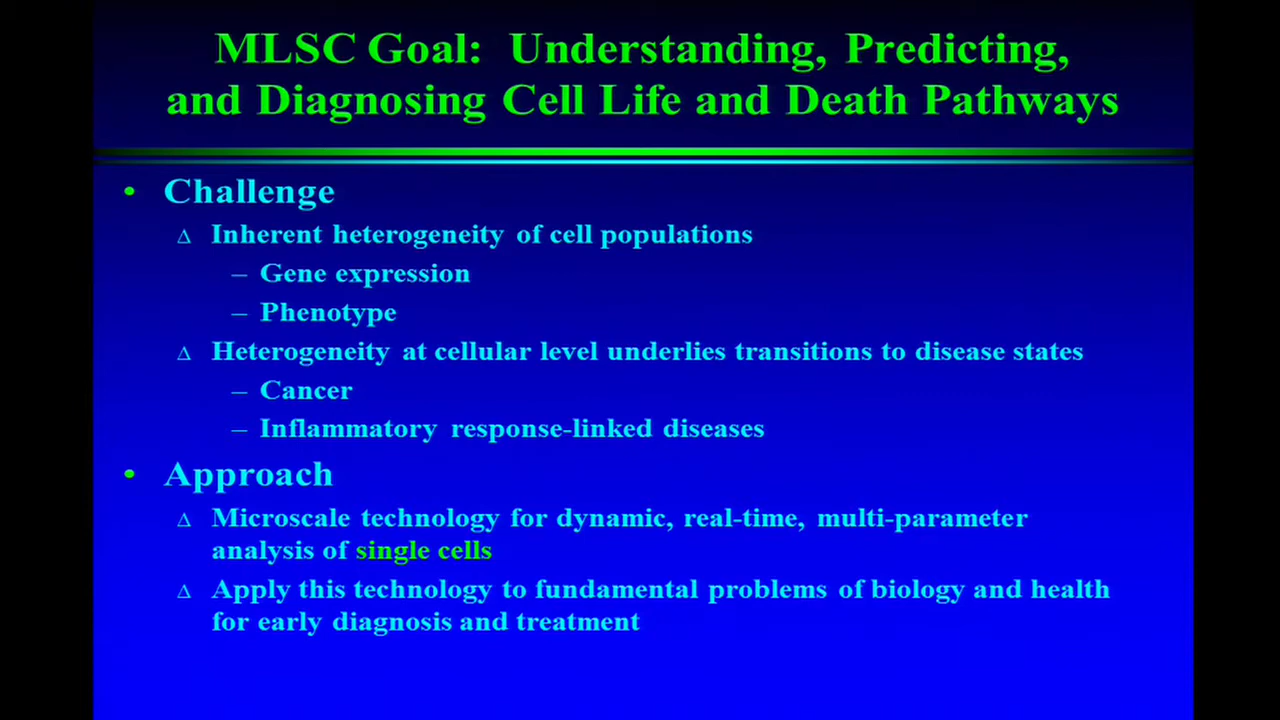 MLSC Goal: Understanding, Predicting,
and Diagnosing Cell Life and Death Pathways
• Challenge
Δ Inherent heterogeneity of cell populations
– Gene expression
– Phenotype
Δ Heterogeneity at cellular level underlies transitions to disease states
– Cancer
– Inflammatory response-linked diseases
• Approach
Δ Microscale technology for dynamic, real-time, multi-parameter
analysis of single cells
Δ Apply this technology to fundamental problems of biology and health
for early diagnosis and treatment